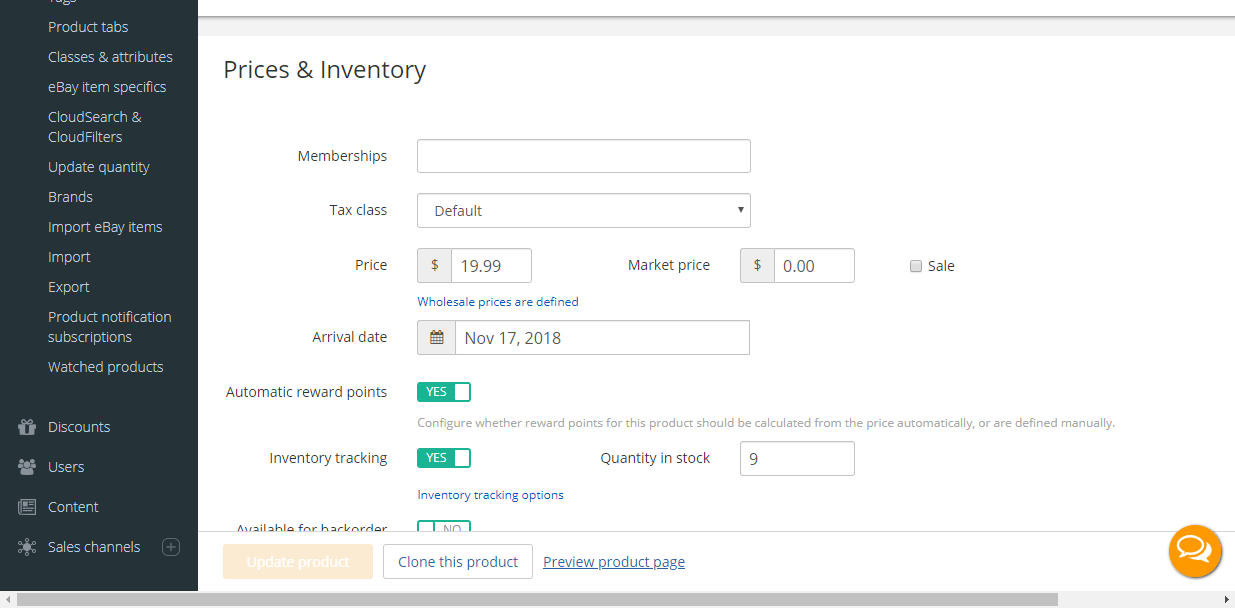 Tags
Product tabs
Classes & attributes
eBay item specifics
CloudSearch &
CloudFilters
Update quantity
Brands
Import eBay items
Import
Export
Product notification
subscriptions
Watched products
Discounts
Users
Content
Sales channels
Prices & Inventory
Memberships
Tax class Default
Price $ 19.99 Market price $ 0.00 Sale
Wholesale prices are defined
Arrival date Nov 17, 2018
Automatic reward points YES
Configure whether reward points for this product should be calculated from the price automatically, or are defined manually.
Inventory tracking YES Quantity in stock 9
Inventory tracking options
Available for backorder NO
Update product Clone this product Preview product page